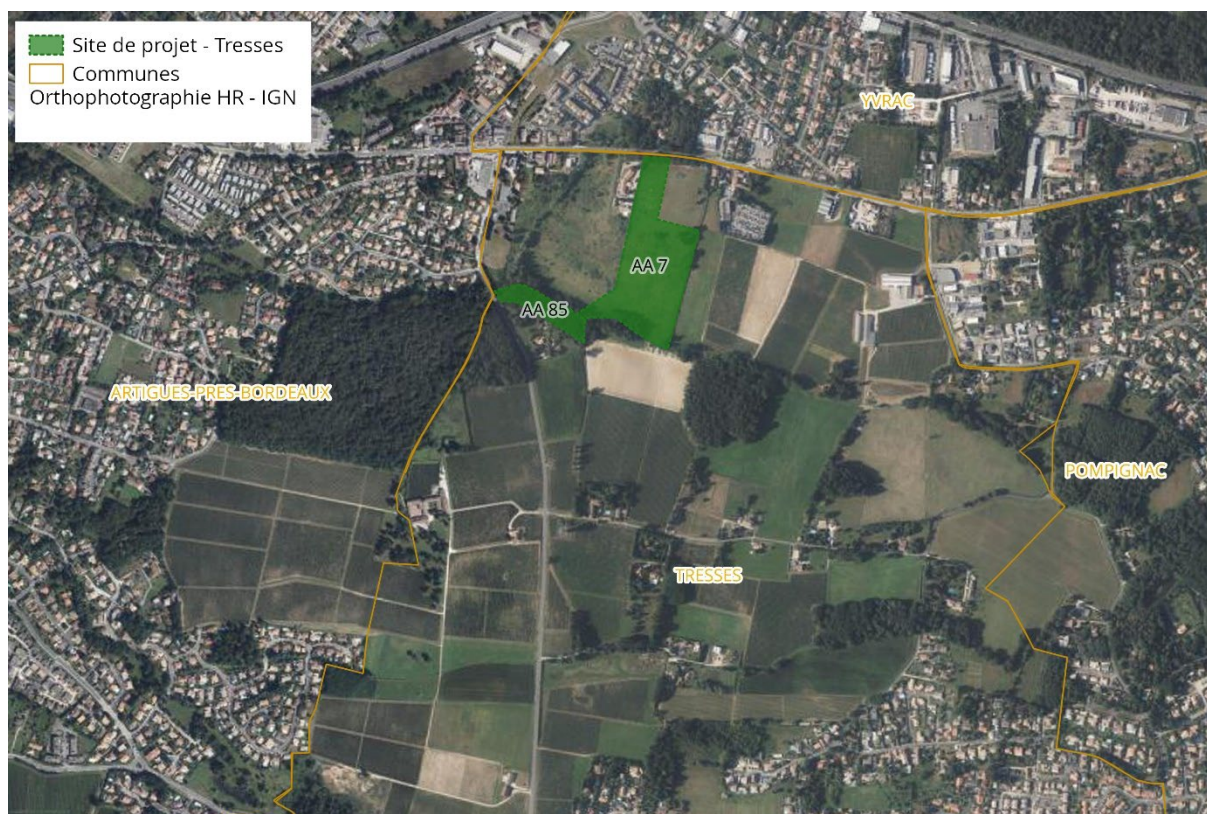 Site de projet - Tresses
Communes
Orthophotographie HR - IGN
YVRAC
AA 7
AA 85
ARTIGUES-PRES-BORDEAUX
POMPIGNAC
TRESSES